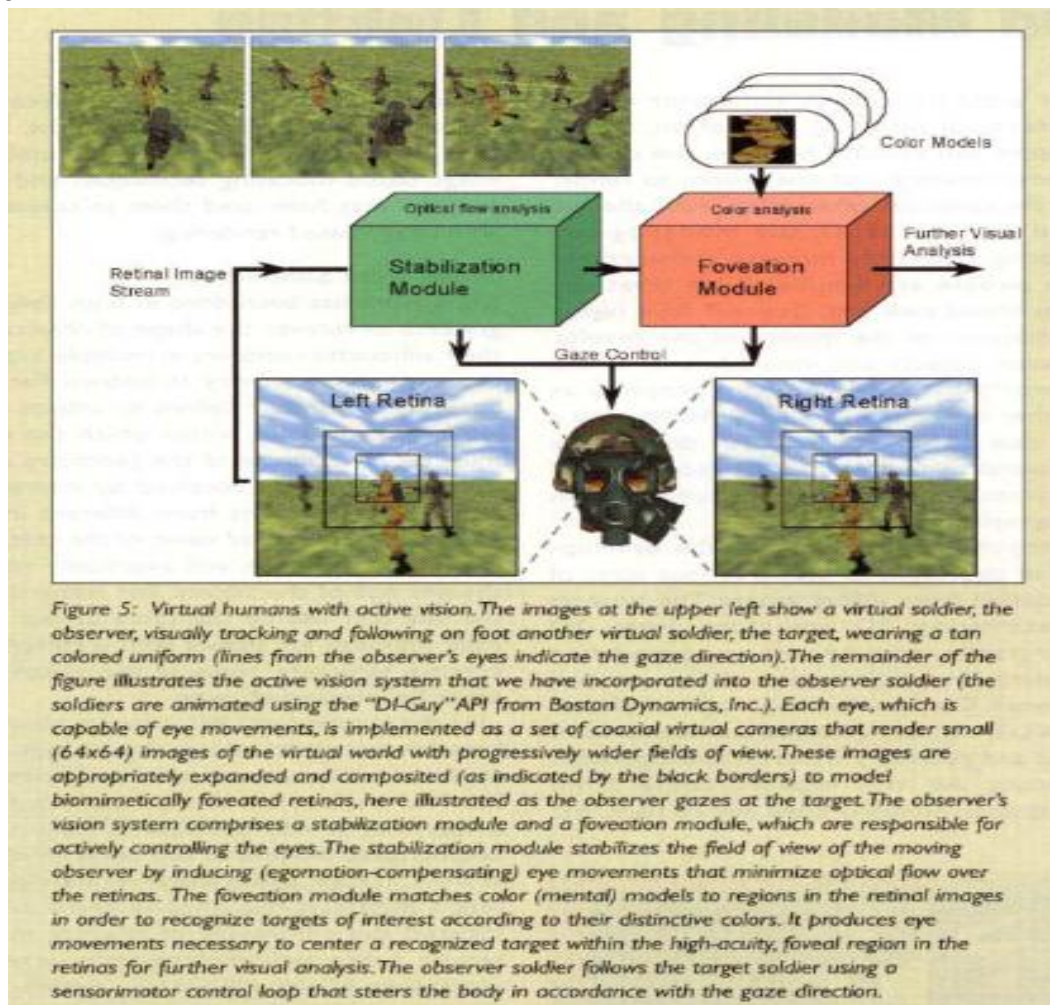 Color Models
Optical flow analysis
Color analysis
Further Visual
Analysis
Retinal Image
Stream
Stabilization
Module
Foveation
Module
Gaze Control
Left Retina
Right Retina
Figure 5: Virtual humans with active vision. The images at the upper left show a virtual soldier, the
observer, visually tracking and following on foot another virtual soldier, the target, wearing a tan
colored uniform (lines from the observer's eyes indicate the gaze direction). The remainder of the
figure illustrates the active vision system that we have incorporated into the observer soldier (the
soldiers are animated using the "DI-Guy" API from Boston Dynamics, Inc.). Each eye, which is
capable of eye movements, is implemented as a set of coaxial virtual cameras that render small
(64x64) images of the virtual world with progressively wider fields of view. These images are
appropriately expanded and composited (as indicated by the black borders) to model
biomimetically foveated retinas, here illustrated as the observer gazes at the target. The observer's
vision system comprises a stabilization module and a foveation module, which are responsible for
actively controlling the eyes. The stabilization module stabilizes the field of view of the moving
observer by inducing (egomotion-compensating) eye movements that minimize optical flow over
the retinas. The foveation module matches color (mental) models to regions in the retinal images
in order to recognize targets of interest according to their distinctive colors. It produces eye
movements necessary to center a recognized target within the high-acuity, foveal region in the
retinas for further visual analysis. The observer soldier follows the target soldier using a
sensorimator control loop that steers the body in accordance with the gaze direction.